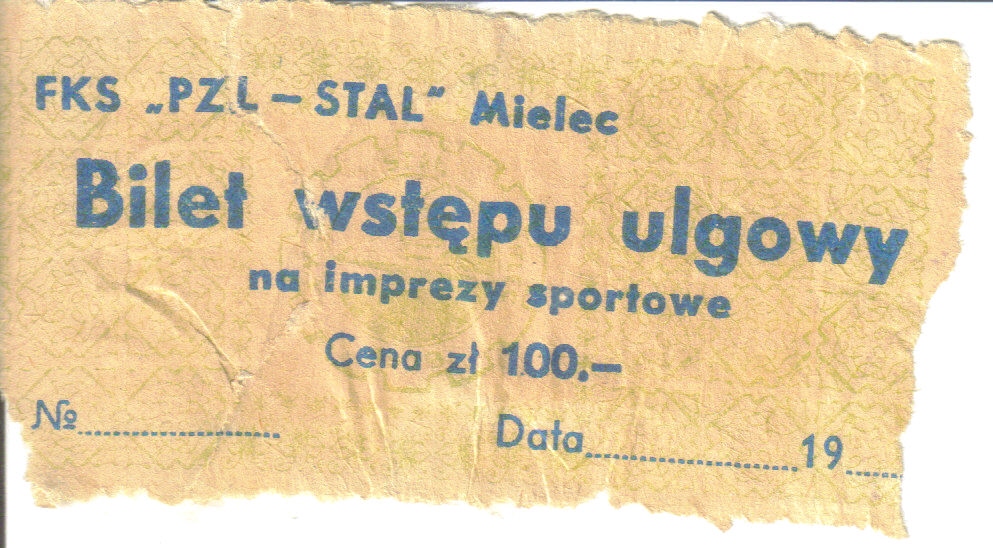 FKS „PZL – STAL” Mielec
Bilet wstępu ulgowy
na imprezy sportowe
Cena zł 100.—
№.............................
Data............................. 19........